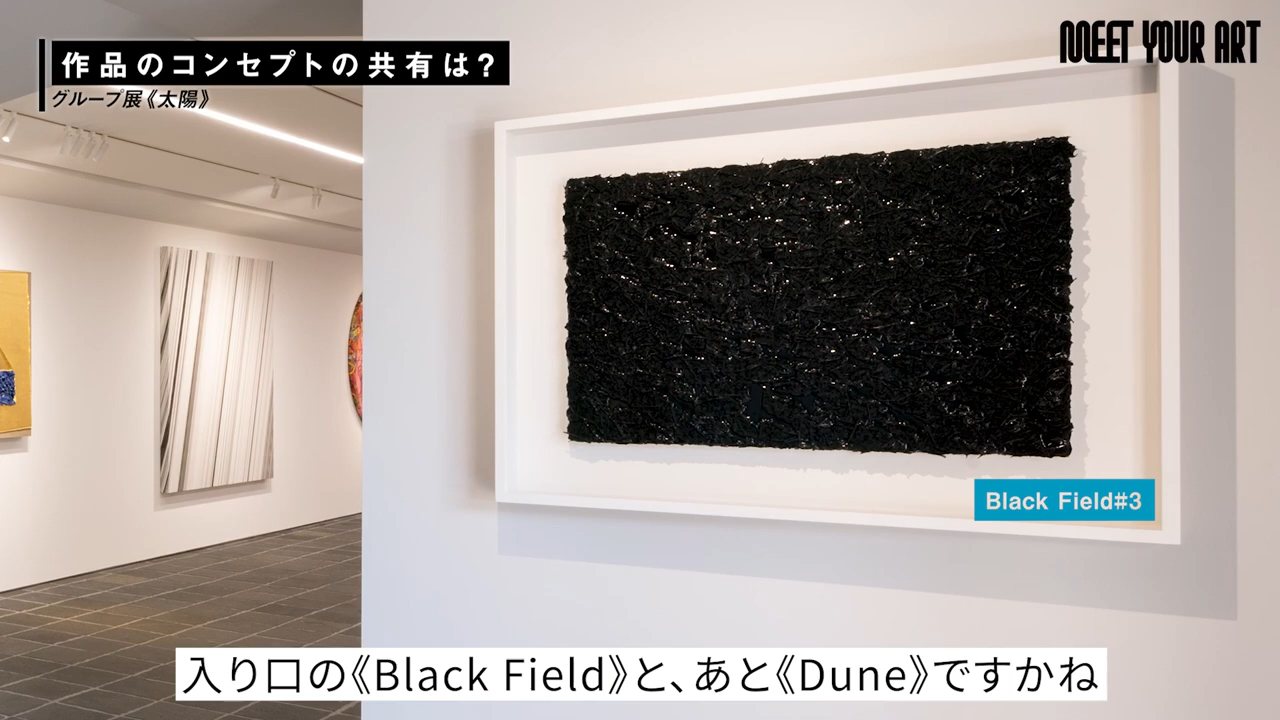 作品のコンセプトの共有は?
グループ展《太陽》
MEET YOUR ART
Black Field#3
入り口の《Black Field》と、あと《Dune》ですかね